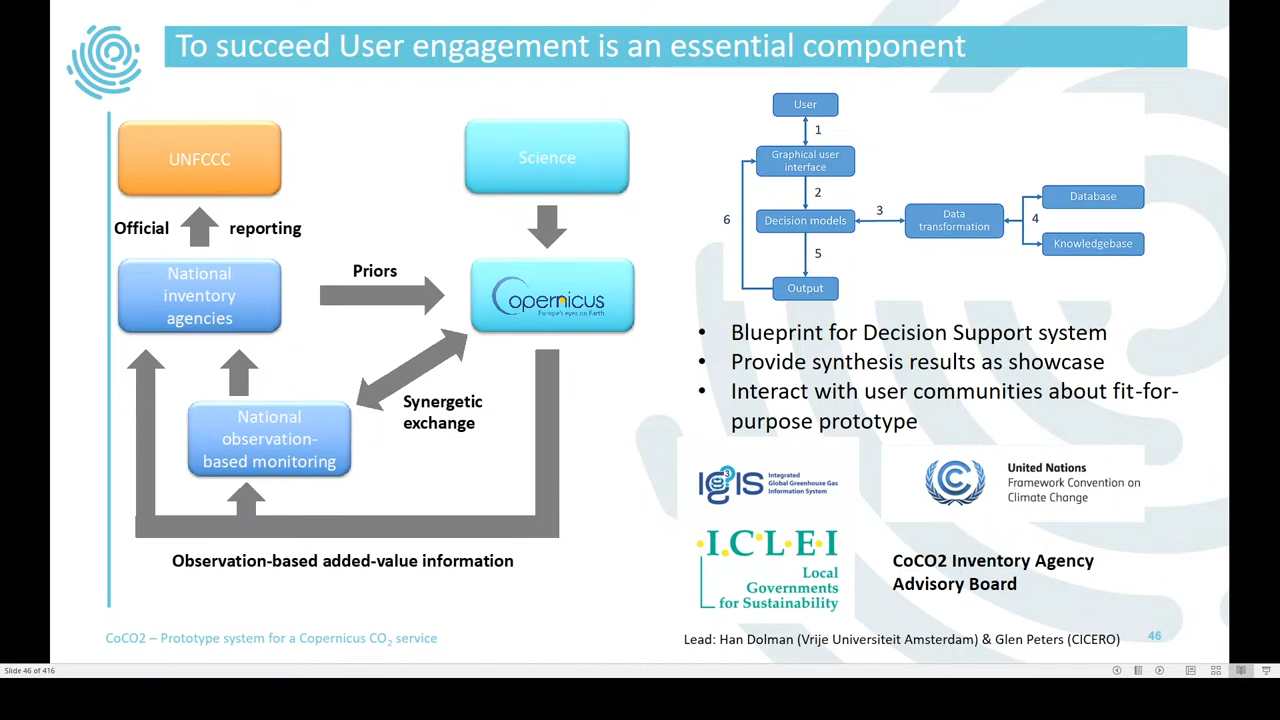 To succeed User engagement is an essential component
UNFCCC
Science
Official reporting
National
inventory
agencies
Priors
Copernicus
Europe's eyes on Earth
Synergetic
exchange
National
observation-
based monitoring
Observation-based added-value information
User
1
Graphical user
interface
2
Decision models
3
Data
transformation
4
Database
Knowledgebase
5
6
Output
• Blueprint for Decision Support system
• Provide synthesis results as showcase
• Interact with user communities about fit-for-
purpose prototype
IG3IS
Integrated
Global Greenhouse Gas
Information System
United Nations
Framework Convention on
Climate Change
I.C.L.E.I
Local
Governments
for Sustainability
CoCO2 Inventory Agency
Advisory Board
CoCO2 – Prototype system for a Copernicus CO₂ service
Lead: Han Dolman (Vrije Universiteit Amsterdam) & Glen Peters (CICERO)
46
Slide 46 of 416